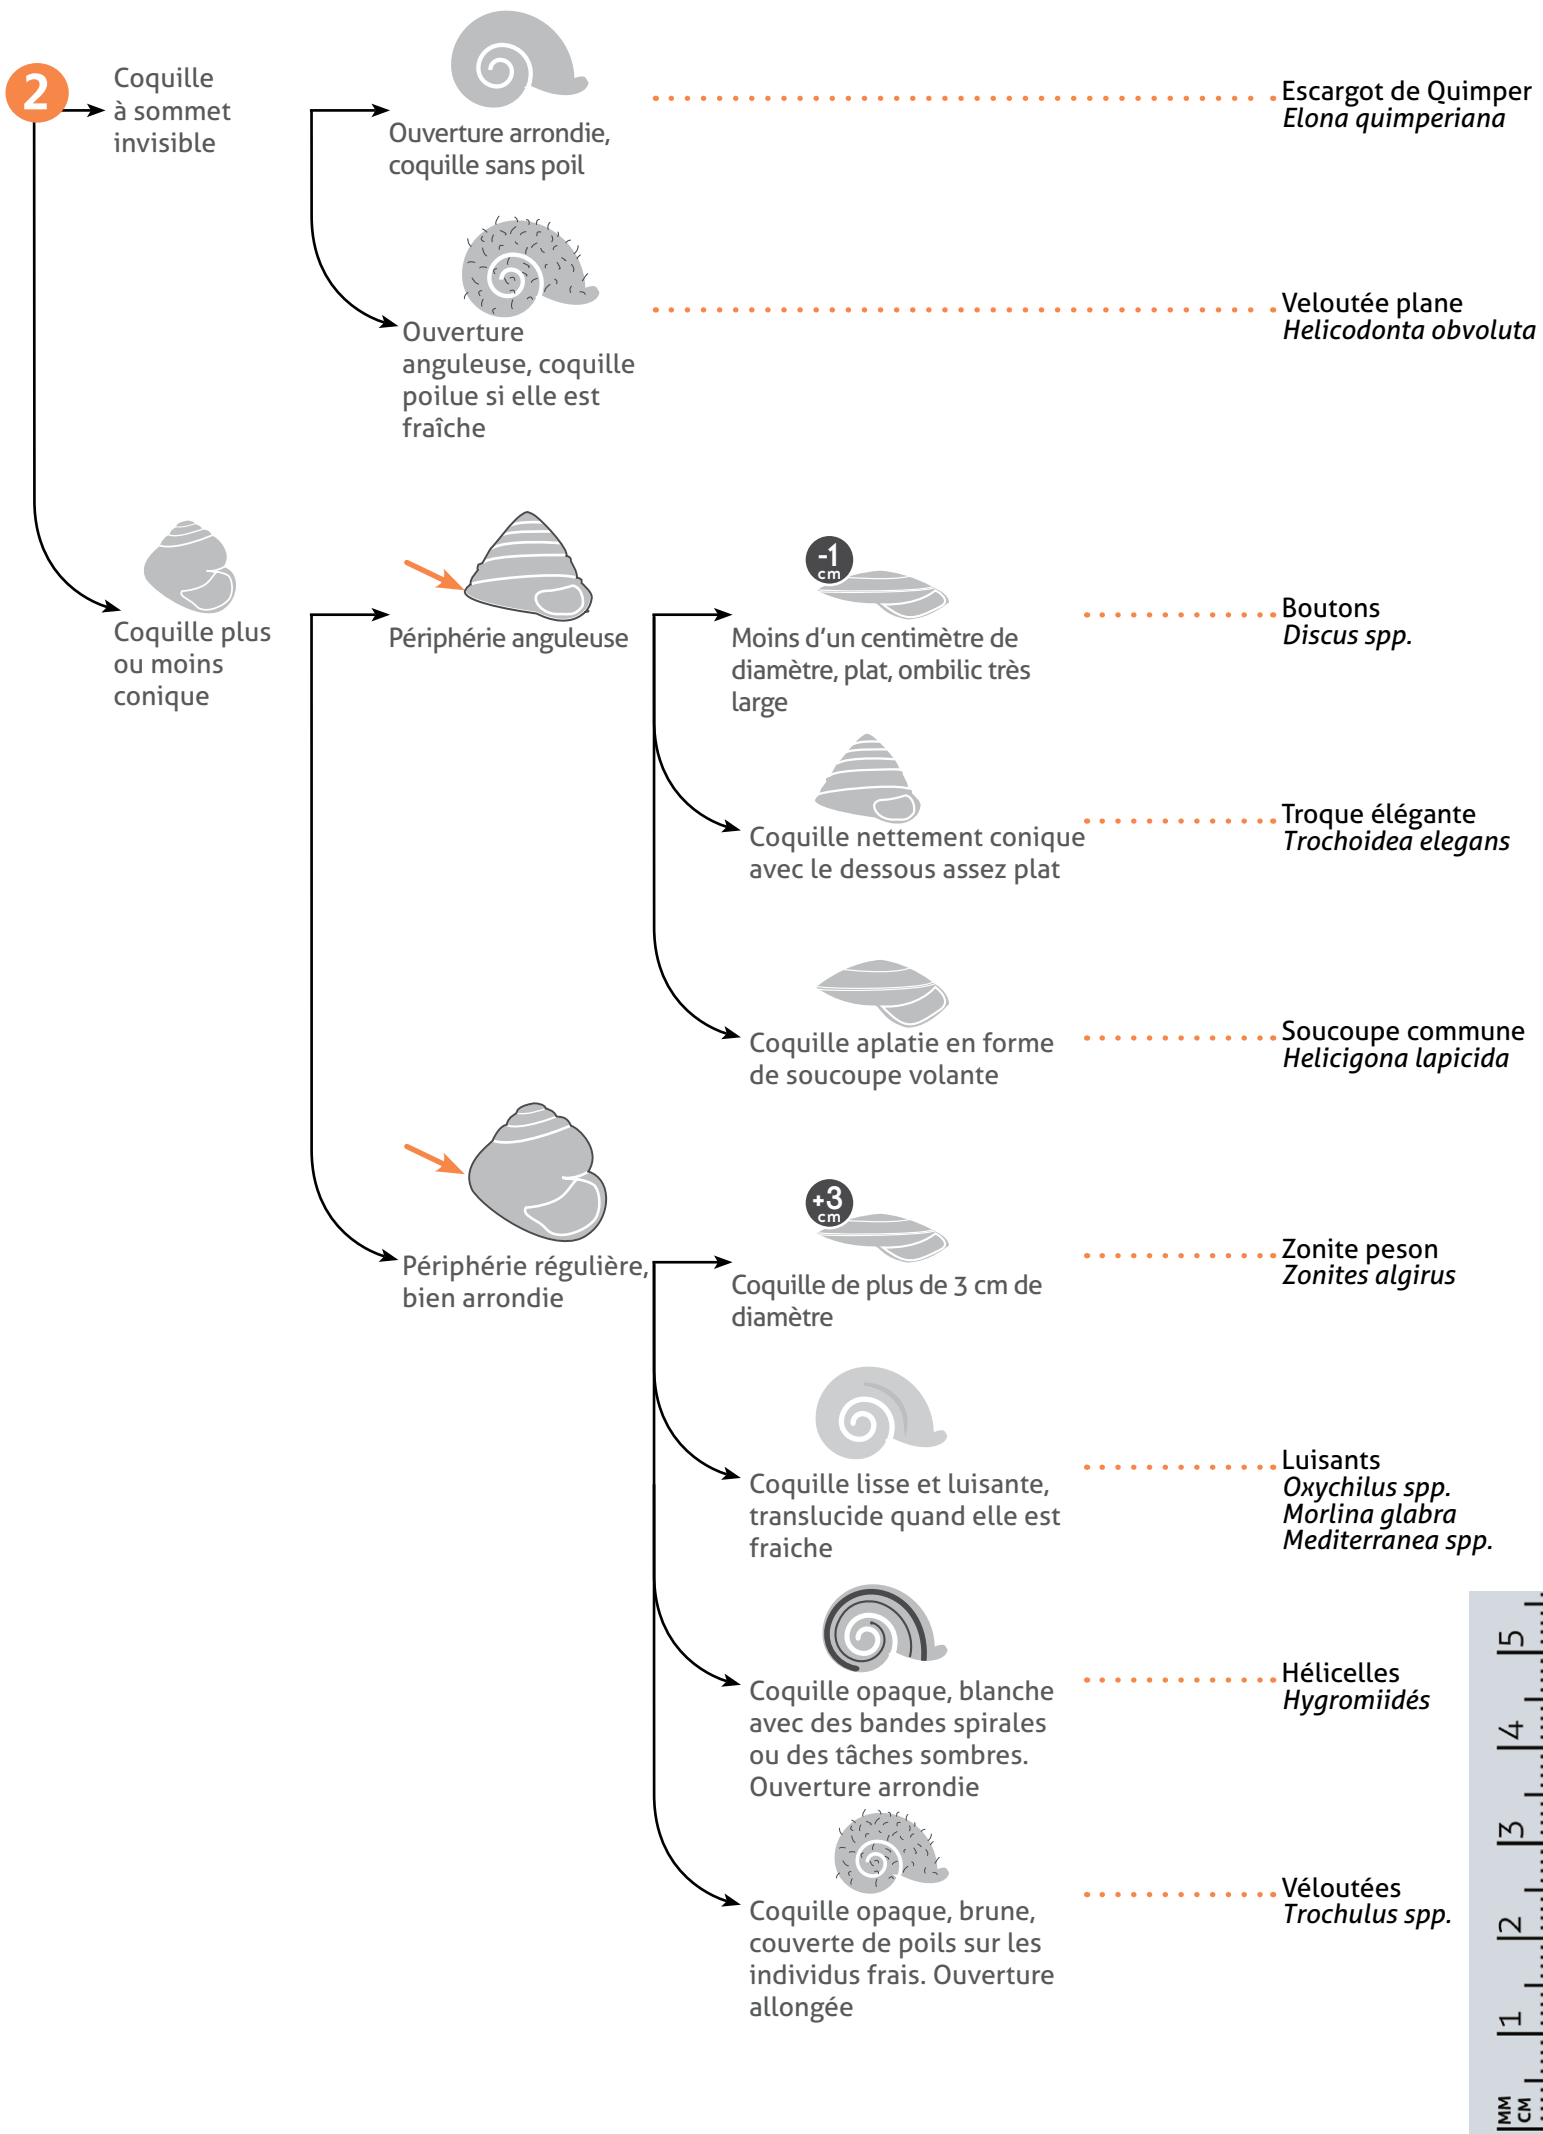 2
Coquille
à sommet
invisible
Ouverture arrondie,
coquille sans poil
Escargot de Quimper
Elona quimperiana
Ouverture
anguleuse, coquille
poilue si elle est
fraîche
Veloutée plane
Helicodonta obvoluta
Coquille plus
ou moins
conique
Périphérie anguleuse
-1
cm
Moins d’un centimètre de
diamètre, plat, ombilic très
large
Boutons
Discus spp.
Coquille nettement conique
avec le dessous assez plat
Troque élégante
Trochoidea elegans
Coquille aplatie en forme
de soucoupe volante
Soucoupe commune
Helicigona lapicida
Périphérie régulière,
bien arrondie
+3
cm
Coquille de plus de 3 cm de
diamètre
Zonite peson
Zonites algirus
Coquille lisse et luisante,
translucide quand elle est
fraiche
Luisants
Oxychilus spp.
Morlina glabra
Mediterranea spp.
Coquille opaque, blanche
avec des bandes spirales
ou des tâches sombres.
Ouverture arrondie
Hélicelles
Hygromiidés
Coquille opaque, brune,
couverte de poils sur les
individus frais. Ouverture
allongée
Véloutées
Trochulus spp.
MM
CM
1
2
3
4
5